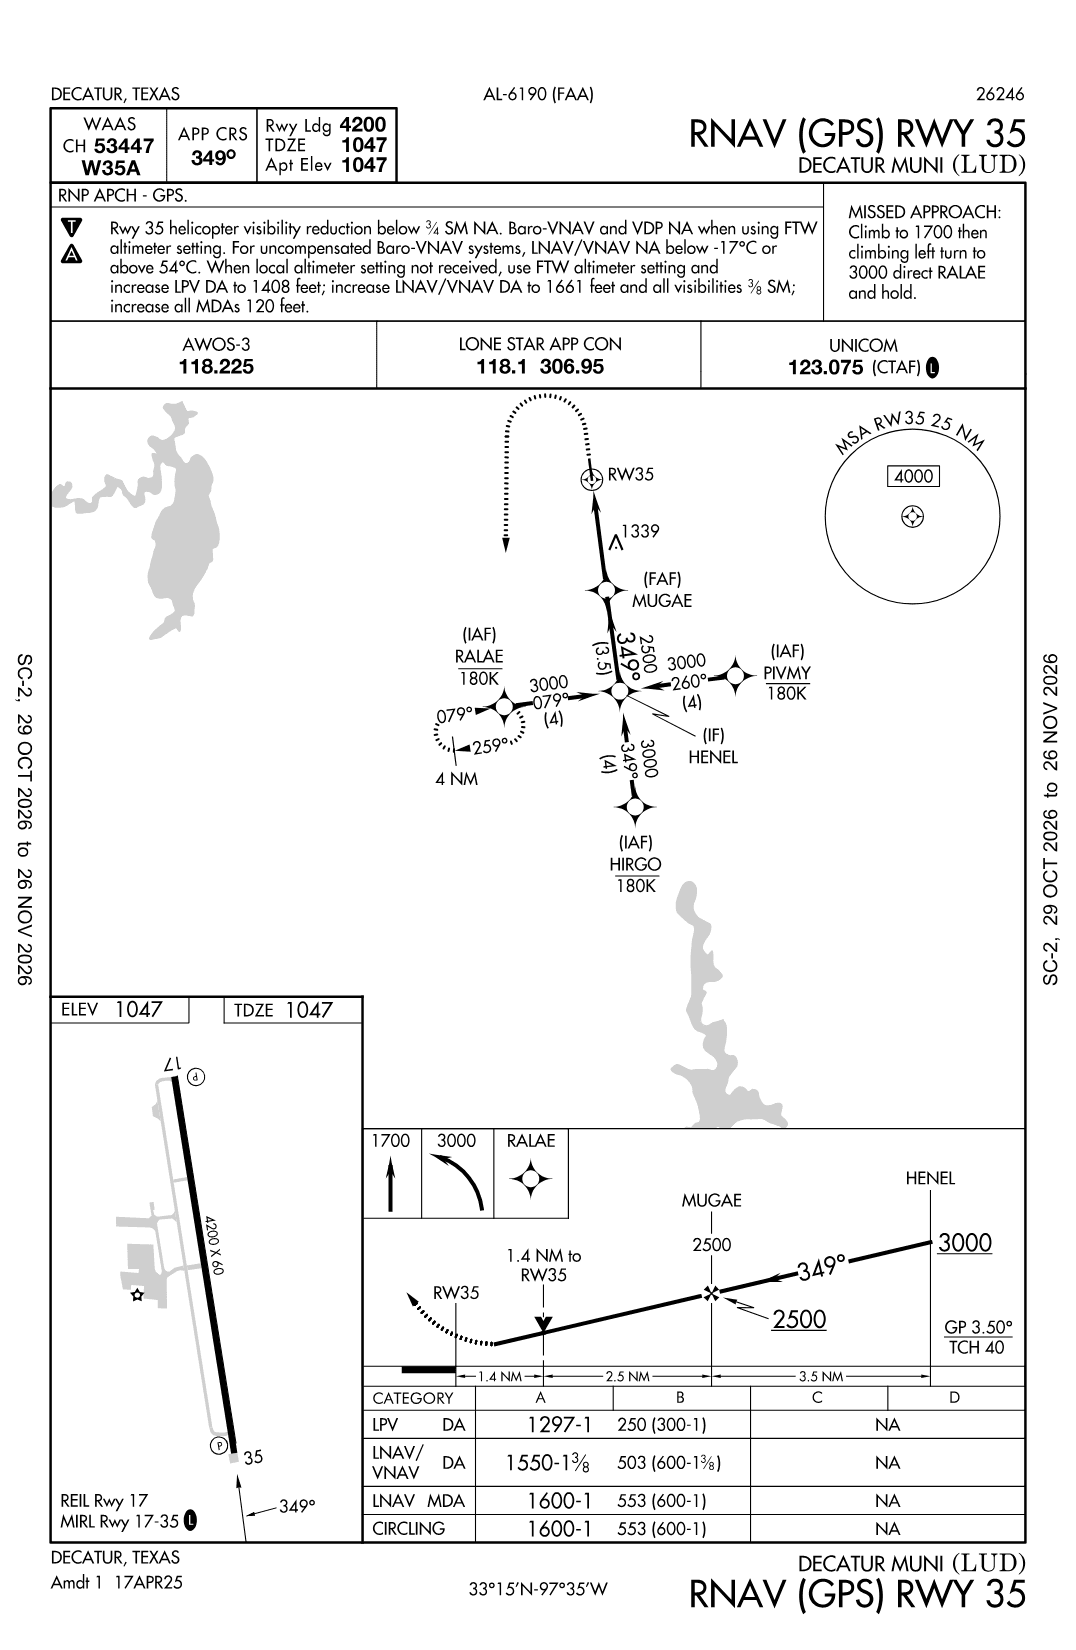 DECATUR, TEXAS
AL-6190 (FAA)
26246
WAAS
CH 53447
W35A
APP CRS
349°
Rwy Ldg 4200
TDZE 1047
Apt Elev 1047
RNAV (GPS) RWY 35
DECATUR MUNI (LUD)
RNP APCH - GPS.
T
A
Rwy 35 helicopter visibility reduction below ¾ SM NA. Baro-VNAV and VDP NA when using FTW
altimeter setting. For uncompensated Baro-VNAV systems, LNAV/VNAV NA below -17°C or
above 54°C. When local altimeter setting not received, use FTW altimeter setting and
increase LPV DA to 1408 feet; increase LNAV/VNAV DA to 1661 feet and all visibilities ⅜ SM;
increase all MDAs 120 feet.
MISSED APPROACH:
Climb to 1700 then
climbing left turn to
3000 direct RALAE
and hold.
AWOS-3
118.225
LONE STAR APP CON
118.1 306.95
UNICOM
123.075 (CTAF) L
MSA RW35 25 NM
4000
RW35
1339
(FAF)
MUGAE
349°
2500
(3.5)
(IAF)
RALAE
180K
3000
079°
(4)
079°
259°
4 NM
(IAF)
PIVMY
180K
3000
260°
(4)
(IF)
HENEL
3000
349°
(4)
(IAF)
HIRGO
180K
SC-2, 29 OCT 2026 to 26 NOV 2026
SC-2, 29 OCT 2026 to 26 NOV 2026
ELEV 1047
TDZE 1047
17
P
4200 X 60
P
35
349°
REIL Rwy 17
MIRL Rwy 17-35 L
1700
3000
RALAE
HENEL
MUGAE
2500
3000
349°
1.4 NM to
RW35
RW35
2500
GP 3.50°
TCH 40
1.4 NM
2.5 NM
3.5 NM
CATEGORY A B C D
LPV DA 1297-1 250 (300-1) NA
LNAV/
VNAV DA 1550-1⅜ 503 (600-1⅜) NA
LNAV MDA 1600-1 553 (600-1) NA
CIRCLING 1600-1 553 (600-1) NA
DECATUR, TEXAS
Amdt 1 17APR25
33°15'N-97°35'W
DECATUR MUNI (LUD)
RNAV (GPS) RWY 35